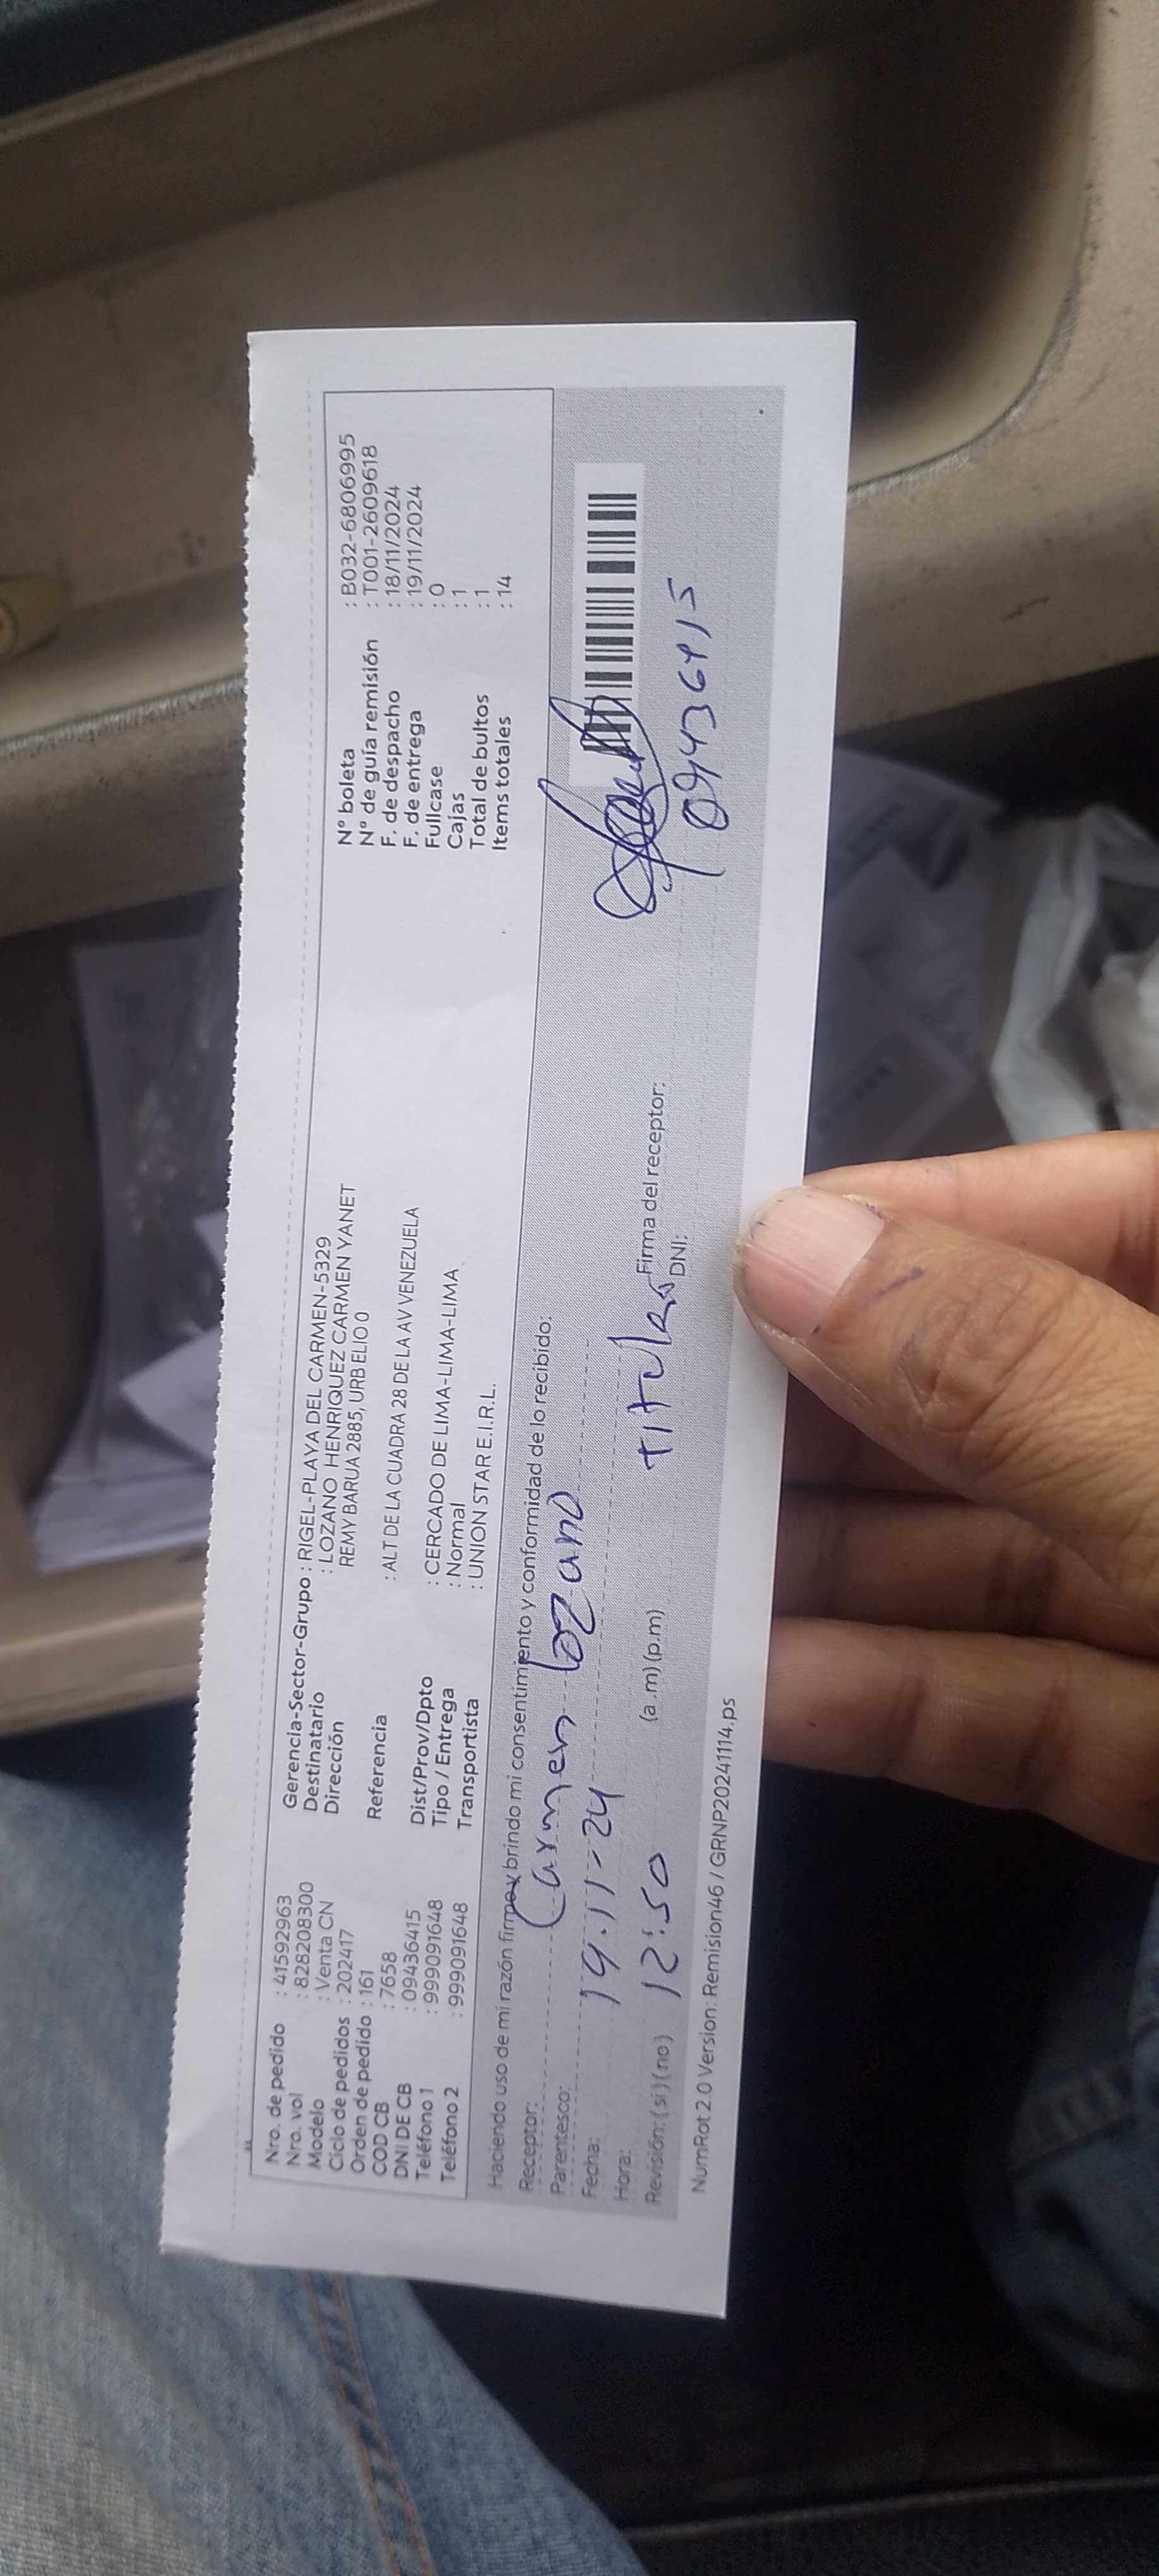 Nro. de pedido : 41592963
Nro. vol : 828208300
Modelo : Venta CN
Ciclo de pedidos : 202417
Orden de pedido : 161
COD CB : 7658
DNI DE CB : 09436415
Teléfono 1 : 999091648
Teléfono 2 : 999091648
Gerencia-Sector-Grupo : RIGEL-PLAYA DEL CARMEN-5329
Destinatario : LOZANO HENRIQUEZ CARMEN YANET
Dirección REMY BARUA 2885, URB ELIO 0
Referencia : ALT DE LA CUADRA 28 DE LA AV VENEZUELA
Dist/Prov/Dpto : CERCADO DE LIMA-LIMA-LIMA
Tipo / Entrega : Normal
Transportista : UNION STAR E.I.R.L.
N° boleta : B032-6806995
N° de guía remisión : T001-2609618
F. de despacho : 18/11/2024
F. de entrega : 19/11/2024
Fullcase : 0
Cajas : 1
Total de bultos : 1
Items totales : 14
Haciendo uso de mi razón firmo y brindo mi consentimiento y conformidad de lo recibido:
Receptor: Carmen lozano
Parentesco:
Fecha: 19-11-24
Hora: 12:50 (a.m) (p.m) titular
Revisión: (si) (no)
Firma del receptor:
DNI: 09436415
NumRot 2.0 Version: Remision46 / GRNP20241114.ps